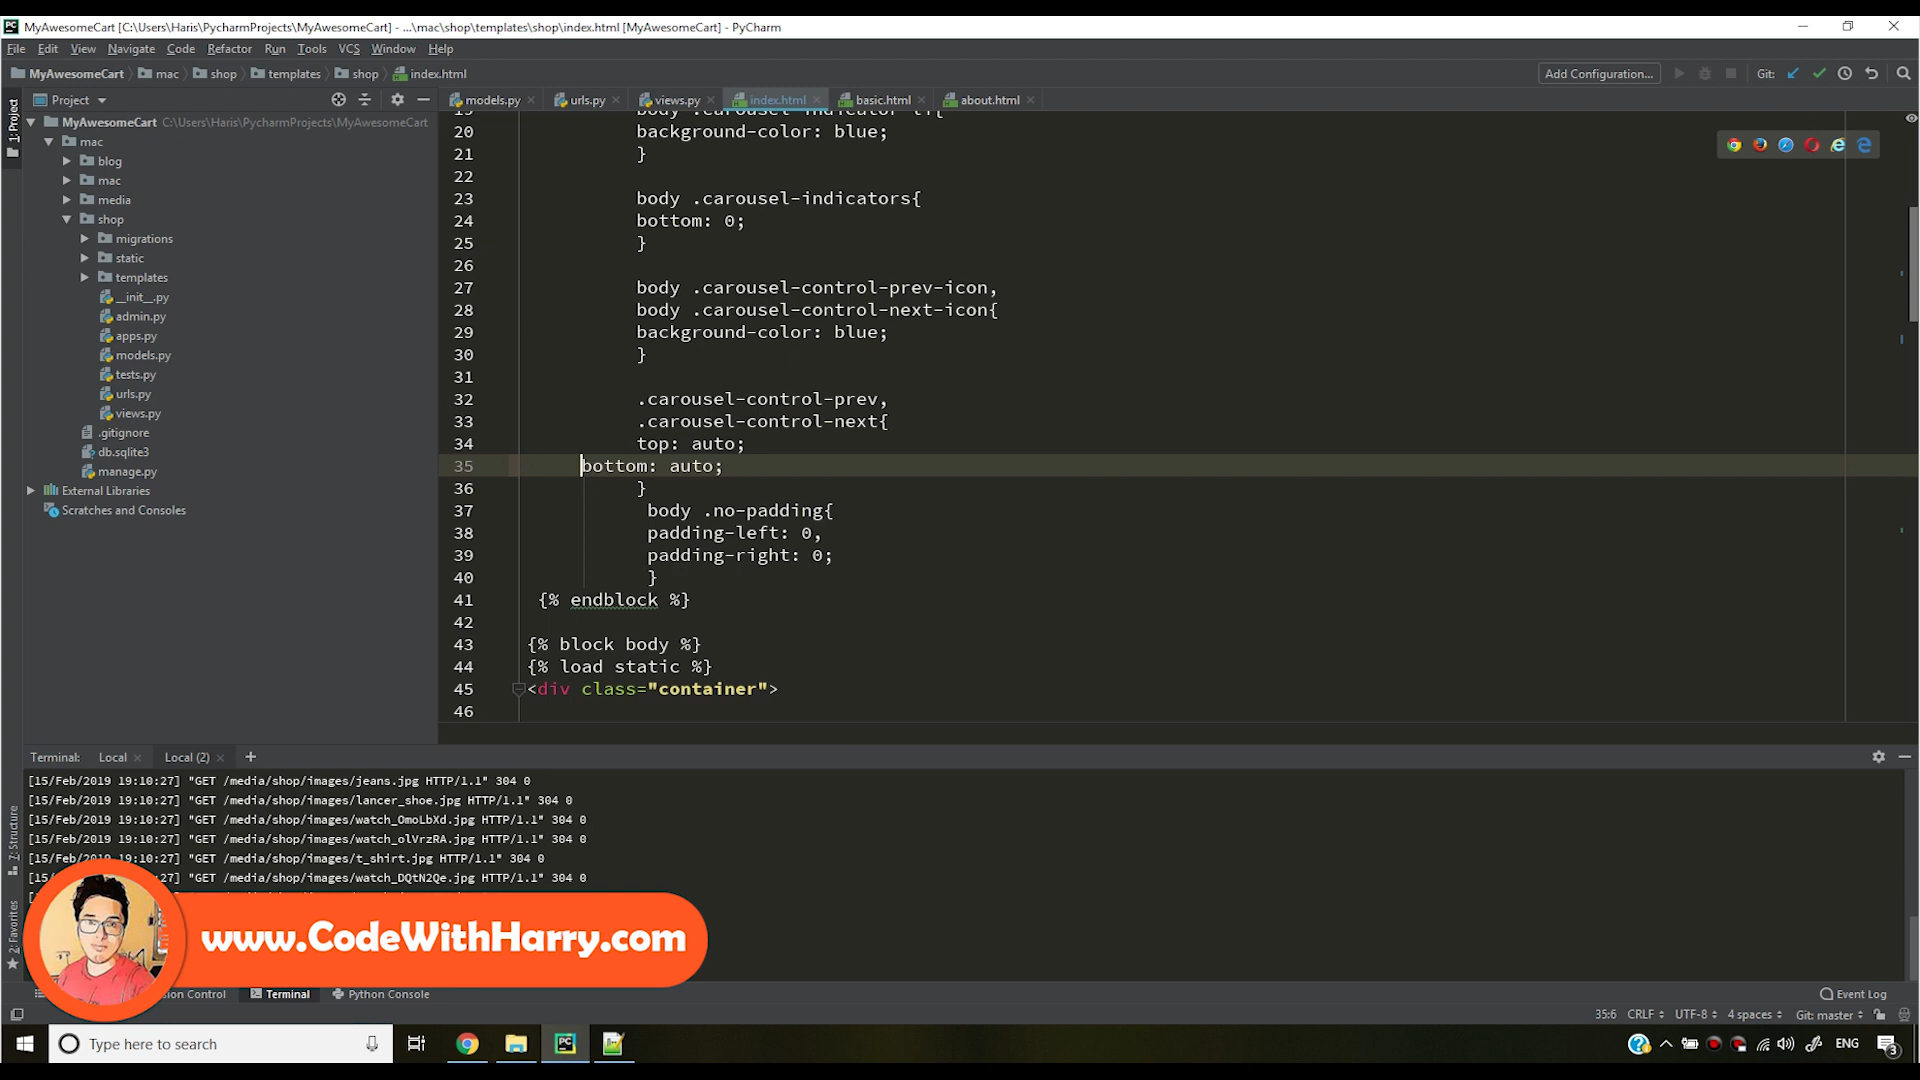 MyAwesomeCart [C:\Users\Haris\PycharmProjects\MyAwesomeCart] - ...\mac\shop\templates\shop\index.html [MyAwesomeCart] - PyCharm
File Edit View Navigate Code Refactor Run Tools VCS Window Help
MyAwesomeCart mac shop templates shop index.html
Add Configuration... Git:
1: Project
Project
models.py urls.py views.py index.html basic.html about.html
MyAwesomeCart C:\Users\Haris\PycharmProjects\MyAwesomeCart
mac
blog
mac
media
shop
migrations
static
templates
__init__.py
admin.py
apps.py
models.py
tests.py
urls.py
views.py
.gitignore
db.sqlite3
manage.py
External Libraries
Scratches and Consoles
20 background-color: blue;
21 }
22
23 body .carousel-indicators{
24 bottom: 0;
25 }
26
27 body .carousel-control-prev-icon,
28 body .carousel-control-next-icon{
29 background-color: blue;
30 }
31
32 .carousel-control-prev,
33 .carousel-control-next{
34 top: auto;
35 bottom: auto;
36 }
37 body .no-padding{
38 padding-left: 0,
39 padding-right: 0;
40 }
41 {% endblock %}
42
43 {% block body %}
44 {% load static %}
45 <div class="container">
46
Terminal: Local Local (2) +
[15/Feb/2019 19:10:27] "GET /media/shop/images/jeans.jpg HTTP/1.1" 304 0
[15/Feb/2019 19:10:27] "GET /media/shop/images/lancer_shoe.jpg HTTP/1.1" 304 0
[15/Feb/2019 19:10:27] "GET /media/shop/images/watch_OmoLbXd.jpg HTTP/1.1" 304 0
[15/Feb/2019 19:10:27] "GET /media/shop/images/watch_olVrzRA.jpg HTTP/1.1" 304 0
[15/Feb/2019 19:10:27] "GET /media/shop/images/t_shirt.jpg HTTP/1.1" 304 0
"GET /media/shop/images/watch_DQtN2Qe.jpg HTTP/1.1" 304 0
7: Structure
2: Favorites
www.CodeWithHarry.com
Control Terminal Python Console Event Log
35:6 CRLF UTF-8 4 spaces Git: master
Type here to search
ENG
3